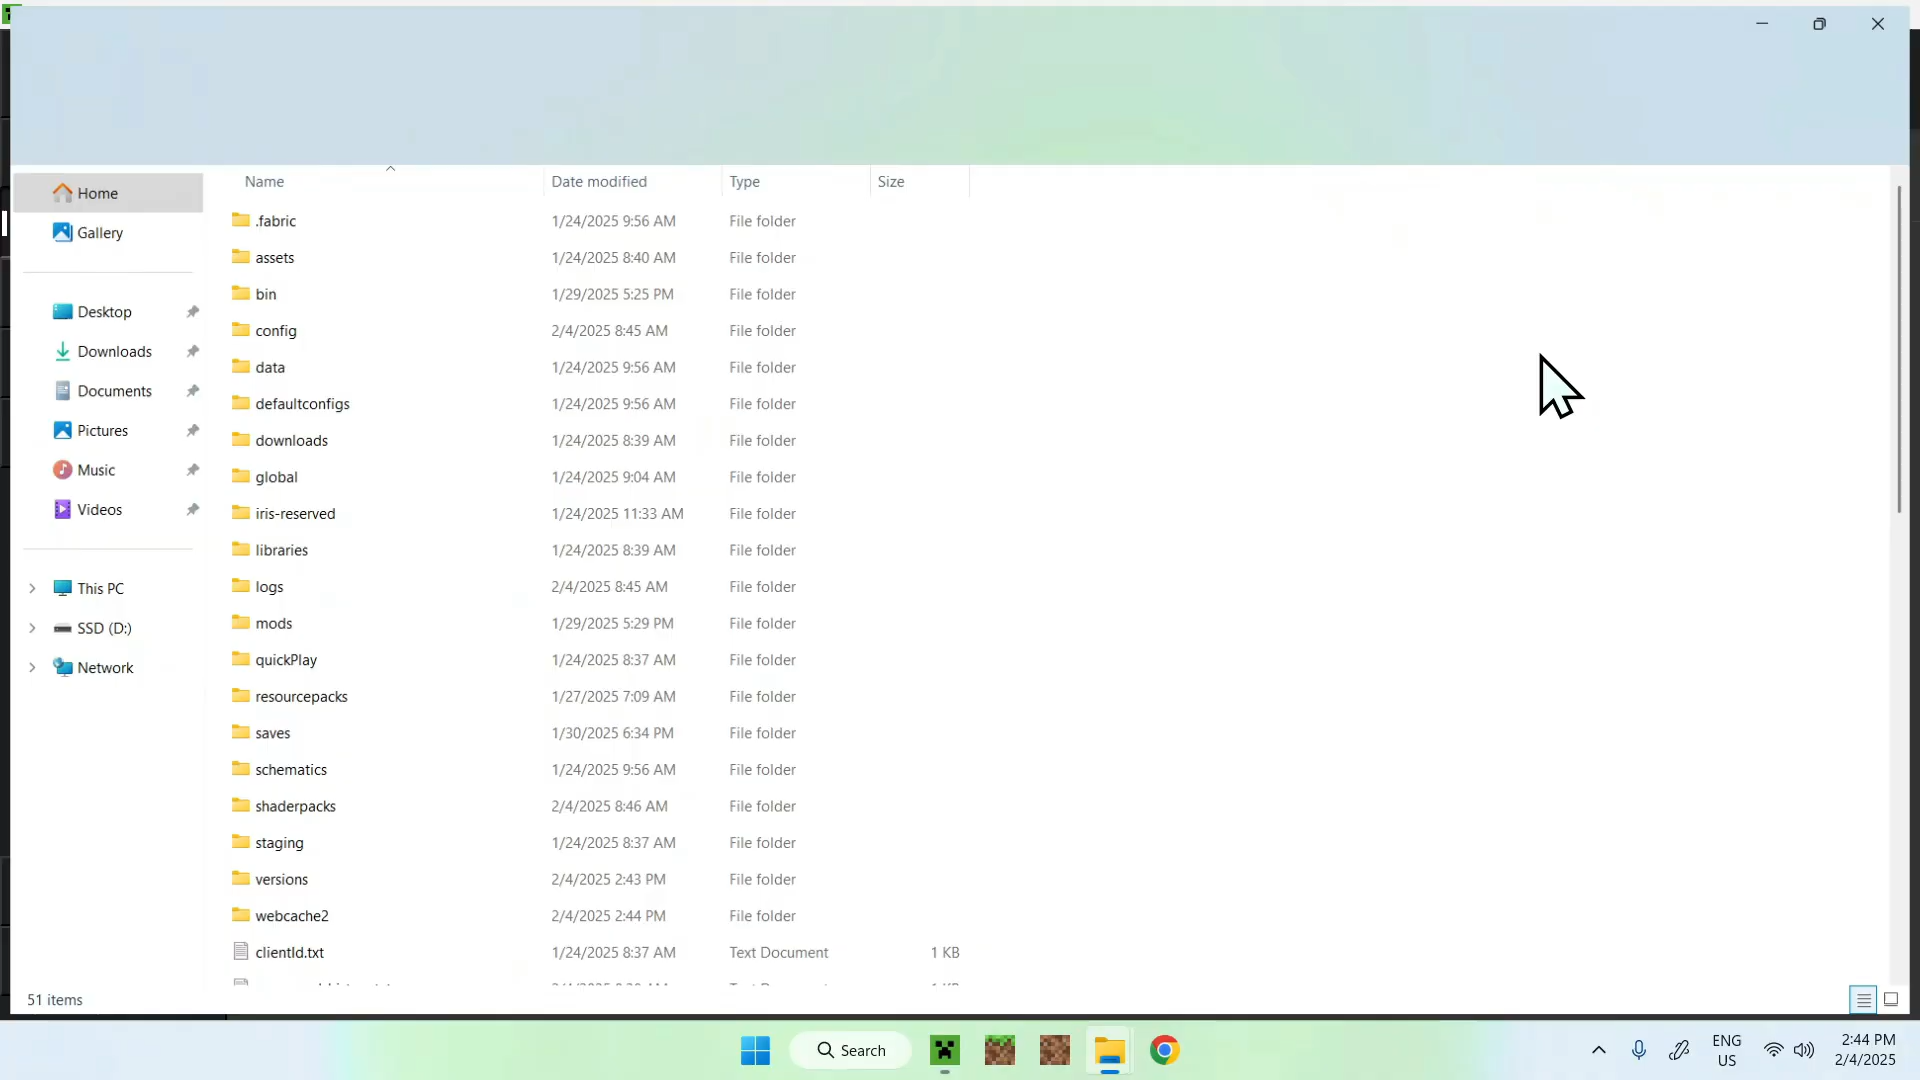 Name Date modified Type Size
Home
Gallery
Desktop
Downloads
Documents
Pictures
Music
Videos
This PC
SSD (D:)
Network
.fabric 1/24/2025 9:56 AM File folder
assets 1/24/2025 8:40 AM File folder
bin 1/29/2025 5:25 PM File folder
config 2/4/2025 8:45 AM File folder
data 1/24/2025 9:56 AM File folder
defaultconfigs 1/24/2025 9:56 AM File folder
downloads 1/24/2025 8:39 AM File folder
global 1/24/2025 9:04 AM File folder
iris-reserved 1/24/2025 11:33 AM File folder
libraries 1/24/2025 8:39 AM File folder
logs 2/4/2025 8:45 AM File folder
mods 1/29/2025 5:29 PM File folder
quickPlay 1/24/2025 8:37 AM File folder
resourcepacks 1/27/2025 7:09 AM File folder
saves 1/30/2025 6:34 PM File folder
schematics 1/24/2025 9:56 AM File folder
shaderpacks 2/4/2025 8:46 AM File folder
staging 1/24/2025 8:37 AM File folder
versions 2/4/2025 2:43 PM File folder
webcache2 2/4/2025 2:44 PM File folder
clientId.txt 1/24/2025 8:37 AM Text Document 1 KB
51 items
Search
ENG
US
2:44 PM
2/4/2025